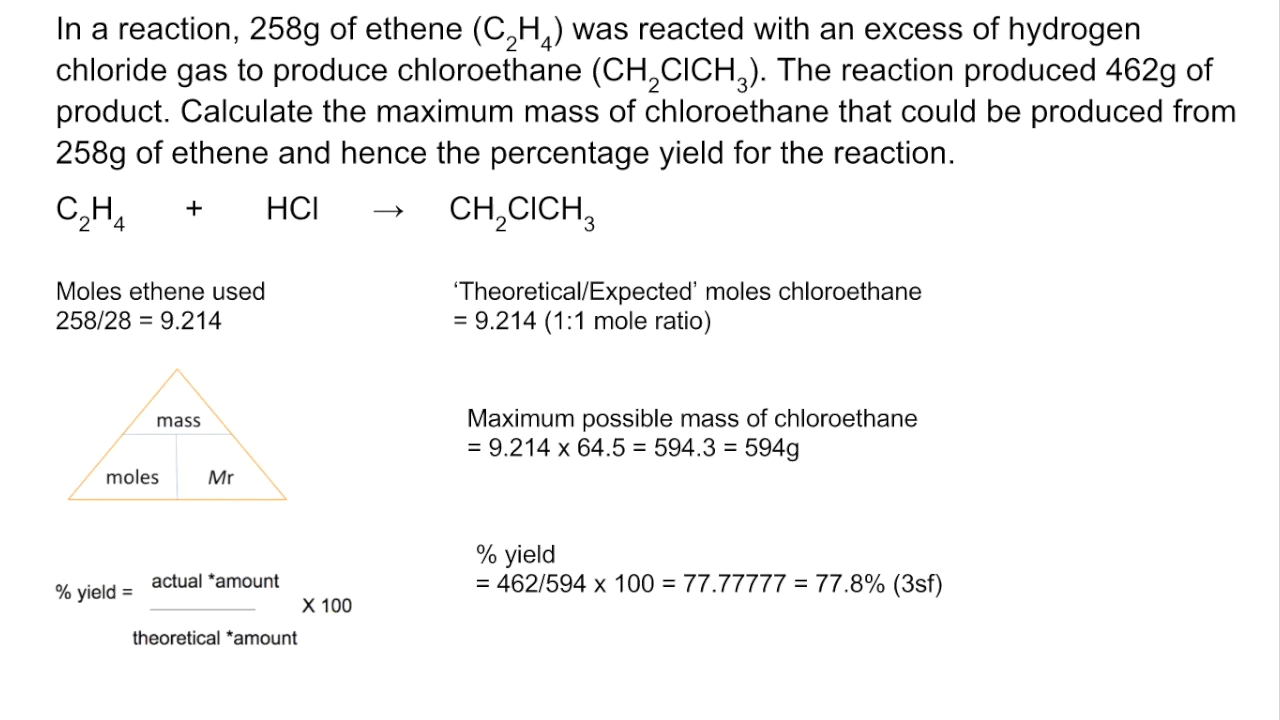 In a reaction, 258g of ethene (C₂H₄) was reacted with an excess of hydrogen
chloride gas to produce chloroethane (CH₂ClCH₃). The reaction produced 462g of
product. Calculate the maximum mass of chloroethane that could be produced from
258g of ethene and hence the percentage yield for the reaction.
C₂H₄ + HCl → CH₂ClCH₃
Moles ethene used
258/28 = 9.214
‘Theoretical/Expected’ moles chloroethane
= 9.214 (1:1 mole ratio)
mass
moles Mr
Maximum possible mass of chloroethane
= 9.214 x 64.5 = 594.3 = 594g
% yield =
actual *amount
X 100
theoretical *amount
% yield
= 462/594 x 100 = 77.77777 = 77.8% (3sf)